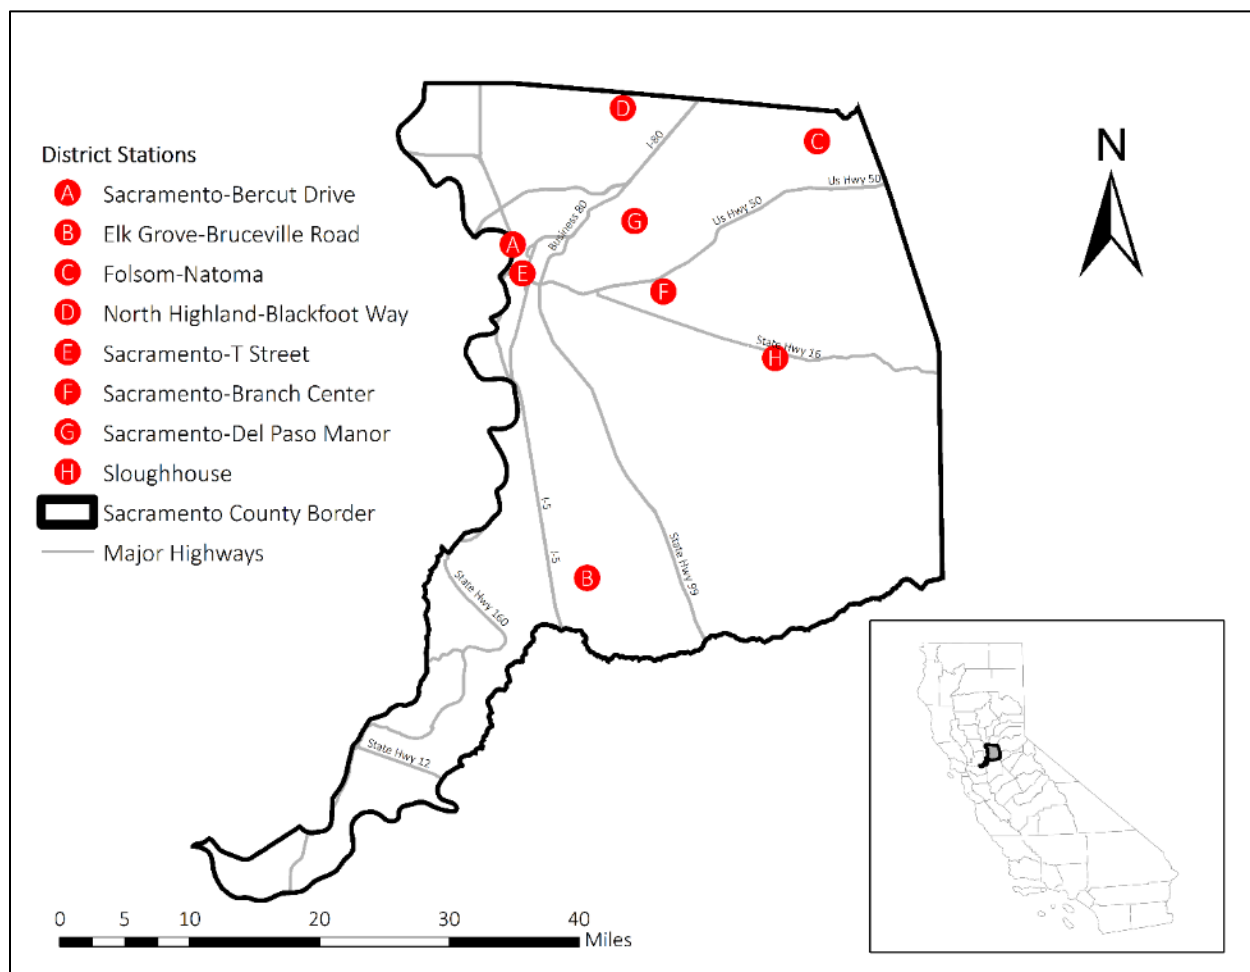 District Stations
A Sacramento-Bercut Drive
B Elk Grove-Bruceville Road
C Folsom-Natoma
D North Highland-Blackfoot Way
E Sacramento-T Street
F Sacramento-Branch Center
G Sacramento-Del Paso Manor
H Sloughhouse
Sacramento County Border
Major Highways
D
C
I-80
Us Hwy 50
Us Hwy 50
Business 80
G
A
E
F
State Hwy 16
H
I-5
I-5
State Hwy 99
B
State Hwy 160
State Hwy 12
N
0 5 10 20 30 40
Miles